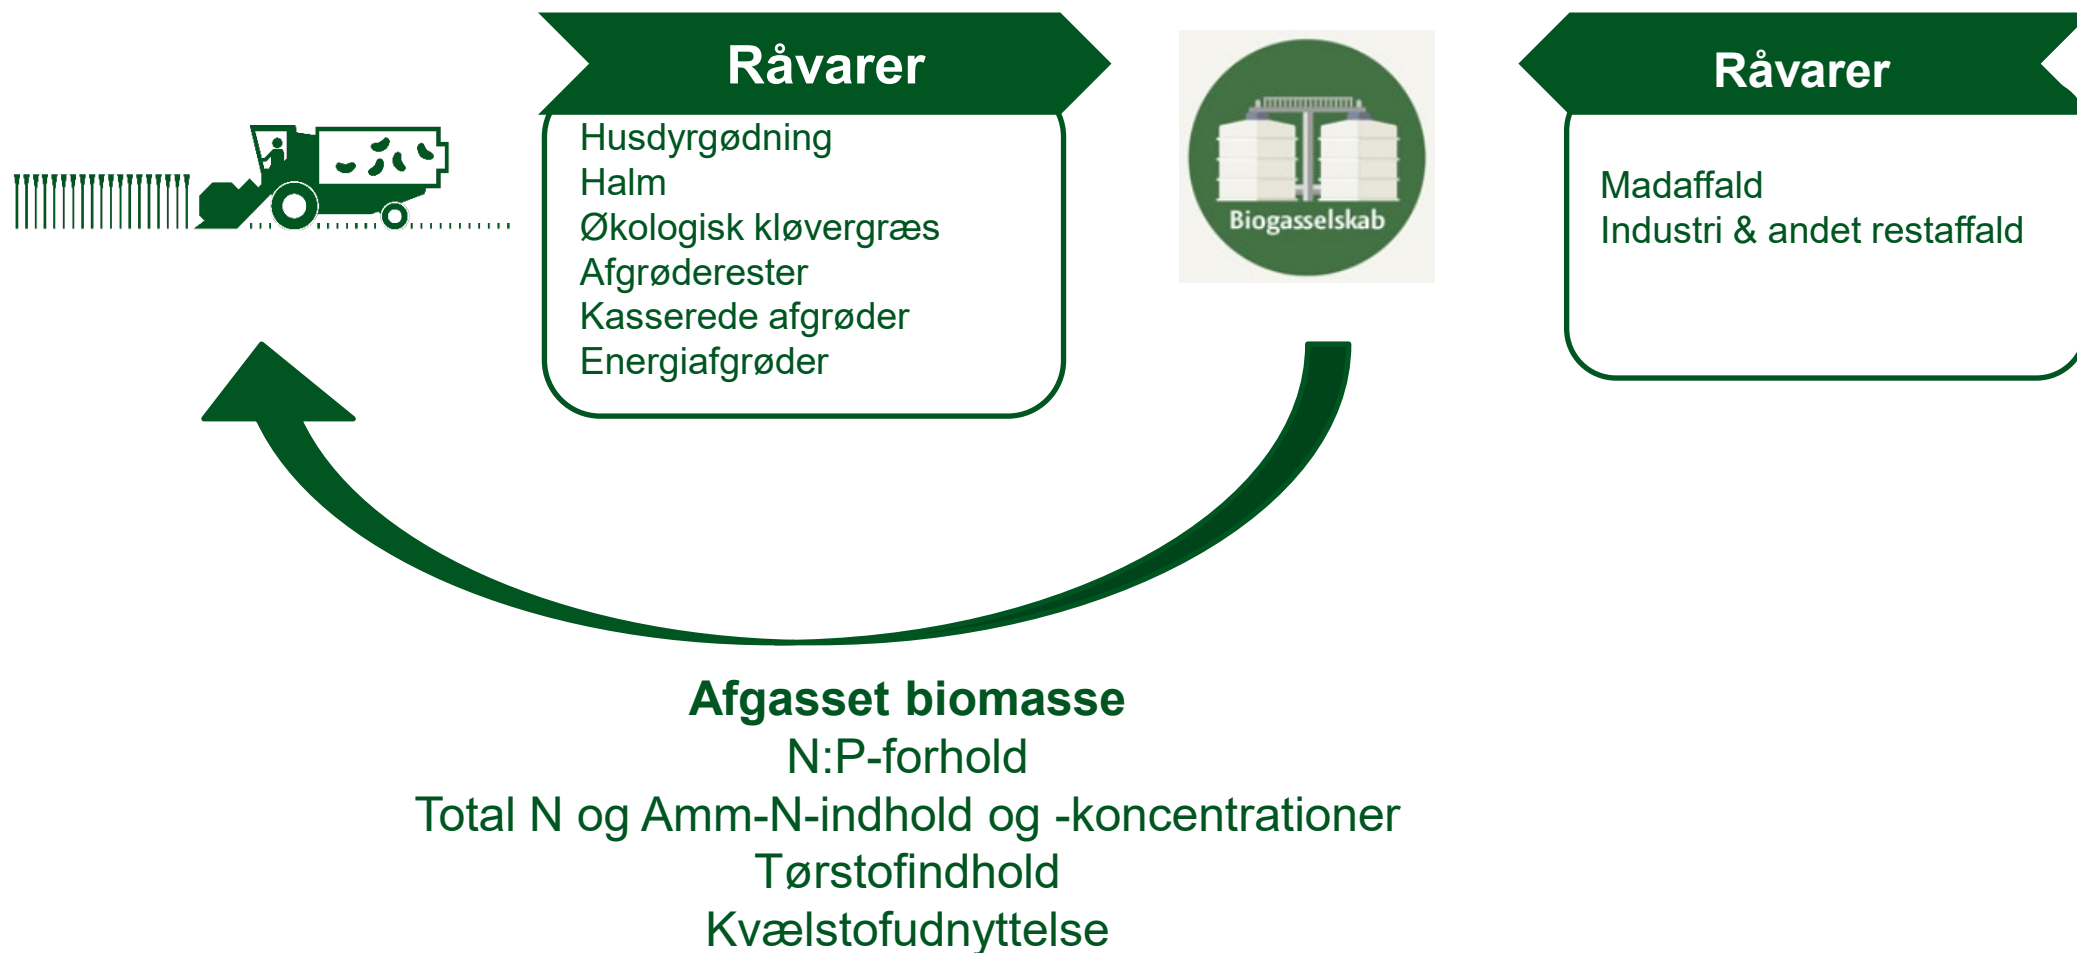 Råvarer
Husdyrgødning
Halm
Økologisk kløvergræs
Afgrøderester
Kasserede afgrøder
Energiafgrøder
Biogasselskab
Råvarer
Madaffald
Industri & andet restaffald
Afgasset biomasse
N:P-forhold
Total N og Amm-N-indhold og -koncentrationer
Tørstofindhold
Kvælstofudnyttelse